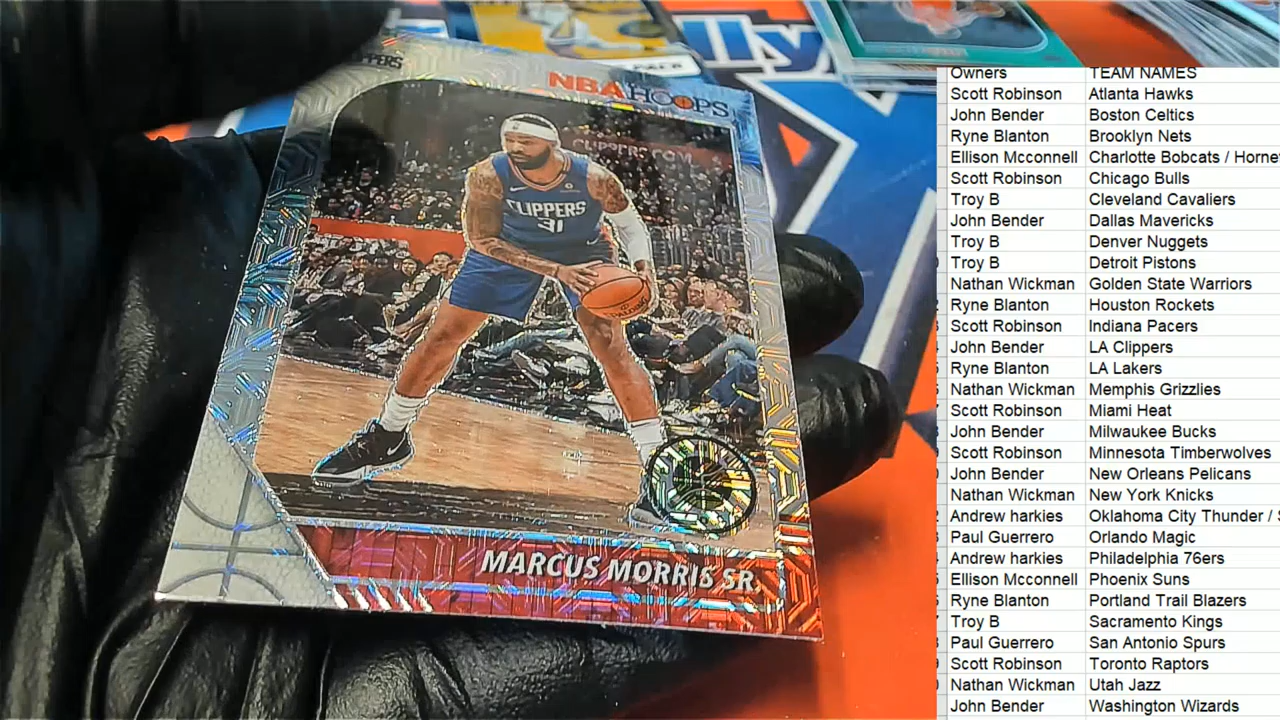 CLIPPERS
NBA HOOPS
CLIPPERS.COM
CLIPPERS
31
SPALDING
MARCUS MORRIS SR.
lly
Owners TEAM NAMES
Scott Robinson Atlanta Hawks
John Bender Boston Celtics
Ryne Blanton Brooklyn Nets
Ellison Mcconnell Charlotte Bobcats / Horne
Scott Robinson Chicago Bulls
Troy B Cleveland Cavaliers
John Bender Dallas Mavericks
Troy B Denver Nuggets
Troy B Detroit Pistons
Nathan Wickman Golden State Warriors
Ryne Blanton Houston Rockets
Scott Robinson Indiana Pacers
John Bender LA Clippers
Ryne Blanton LA Lakers
Nathan Wickman Memphis Grizzlies
Scott Robinson Miami Heat
John Bender Milwaukee Bucks
Scott Robinson Minnesota Timberwolves
John Bender New Orleans Pelicans
Nathan Wickman New York Knicks
Andrew harkies Oklahoma City Thunder / S
Paul Guerrero Orlando Magic
Andrew harkies Philadelphia 76ers
Ellison Mcconnell Phoenix Suns
Ryne Blanton Portland Trail Blazers
Troy B Sacramento Kings
Paul Guerrero San Antonio Spurs
Scott Robinson Toronto Raptors
Nathan Wickman Utah Jazz
John Bender Washington Wizards